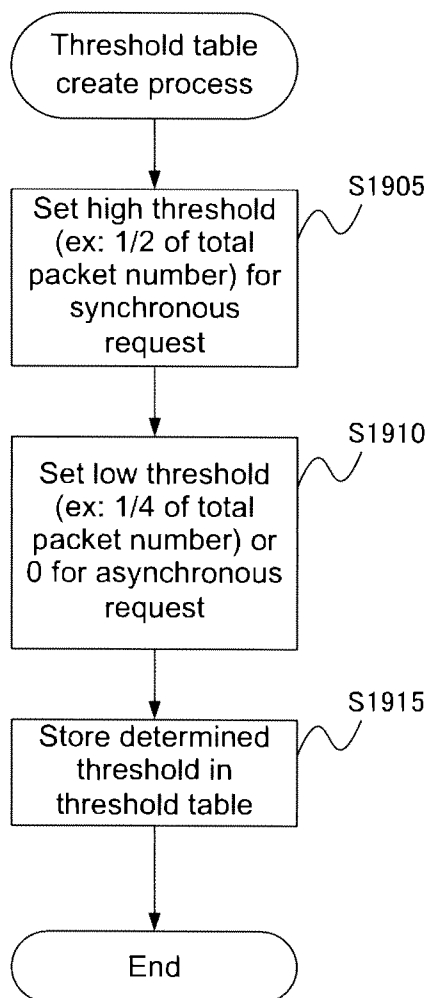 Threshold table
create process
S1905
Set high threshold
(ex: 1/2 of total
packet number) for
synchronous
request
S1910
Set low threshold
(ex: 1/4 of total
packet number) or
0 for asynchronous
request
S1915
Store determined
threshold in
threshold table
End